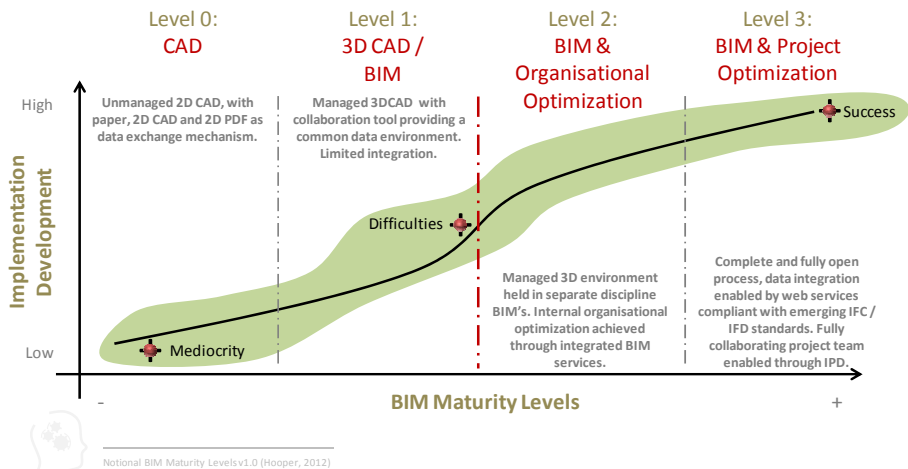 Level 0:
CAD
Level 1:
3D CAD /
BIM
Level 2:
BIM &
Organisational
Optimization
Level 3:
BIM & Project
Optimization
High
Unmanaged 2D CAD, with
paper, 2D CAD and 2D PDF as
data exchange mechanism.
Managed 3DCAD with
collaboration tool providing a
common data environment.
Limited integration.
Success
Implementation
Development
Difficulties
Managed 3D environment
held in separate discipline
BIM's. Internal organisational
optimization achieved
through integrated BIM
services.
Complete and fully open
process, data integration
enabled by web services
compliant with emerging IFC /
IFD standards. Fully
collaborating project team
enabled through IPD.
Low
Mediocrity
-
BIM Maturity Levels
+
Notional BIM Maturity Levels v1.0 (Hooper, 2012)